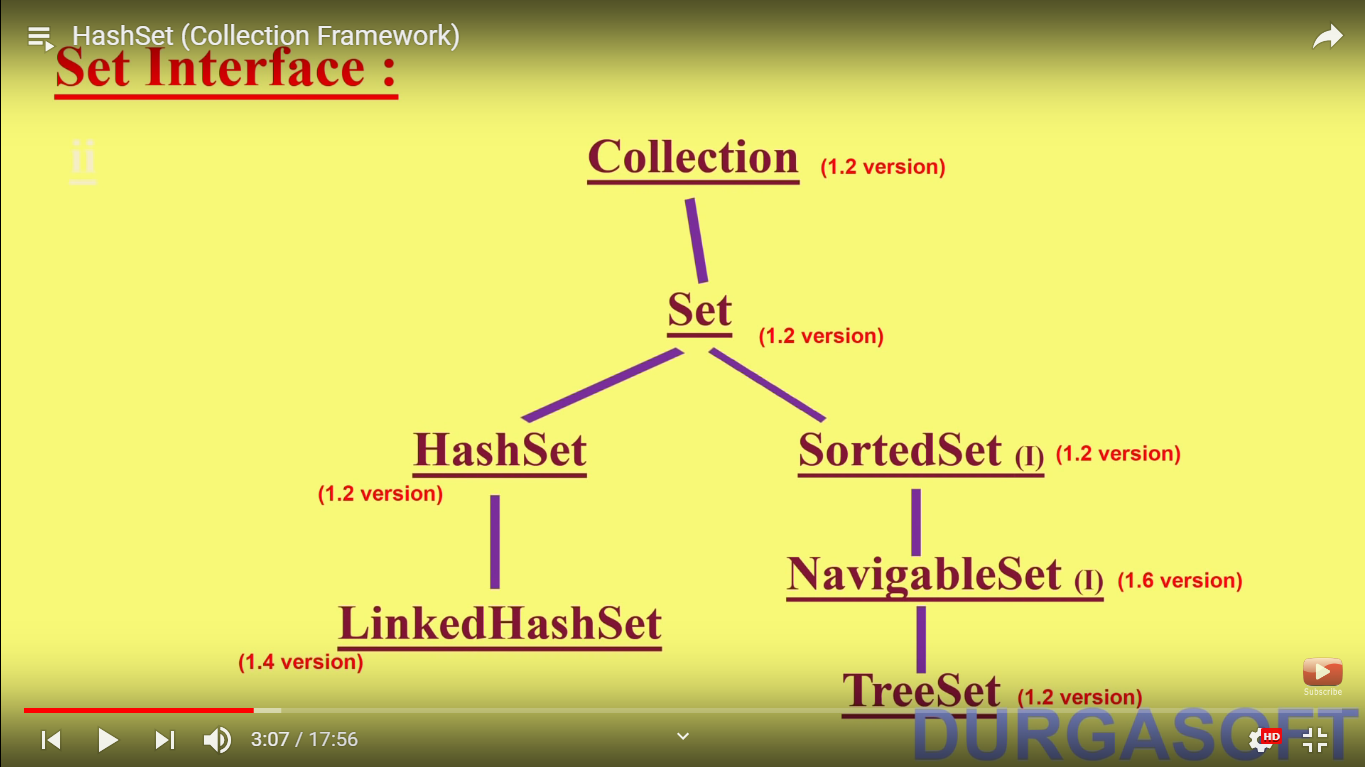 HashSet (Collection Framework)
Set Interface :
ii
Collection (1.2 version)
Set (1.2 version)
HashSet
(1.2 version)
SortedSet (I) (1.2 version)
NavigableSet (I) (1.6 version)
LinkedHashSet
(1.4 version)
TreeSet (1.2 version)
Subscribe
DURGASOFT
3:07 / 17:56
HD